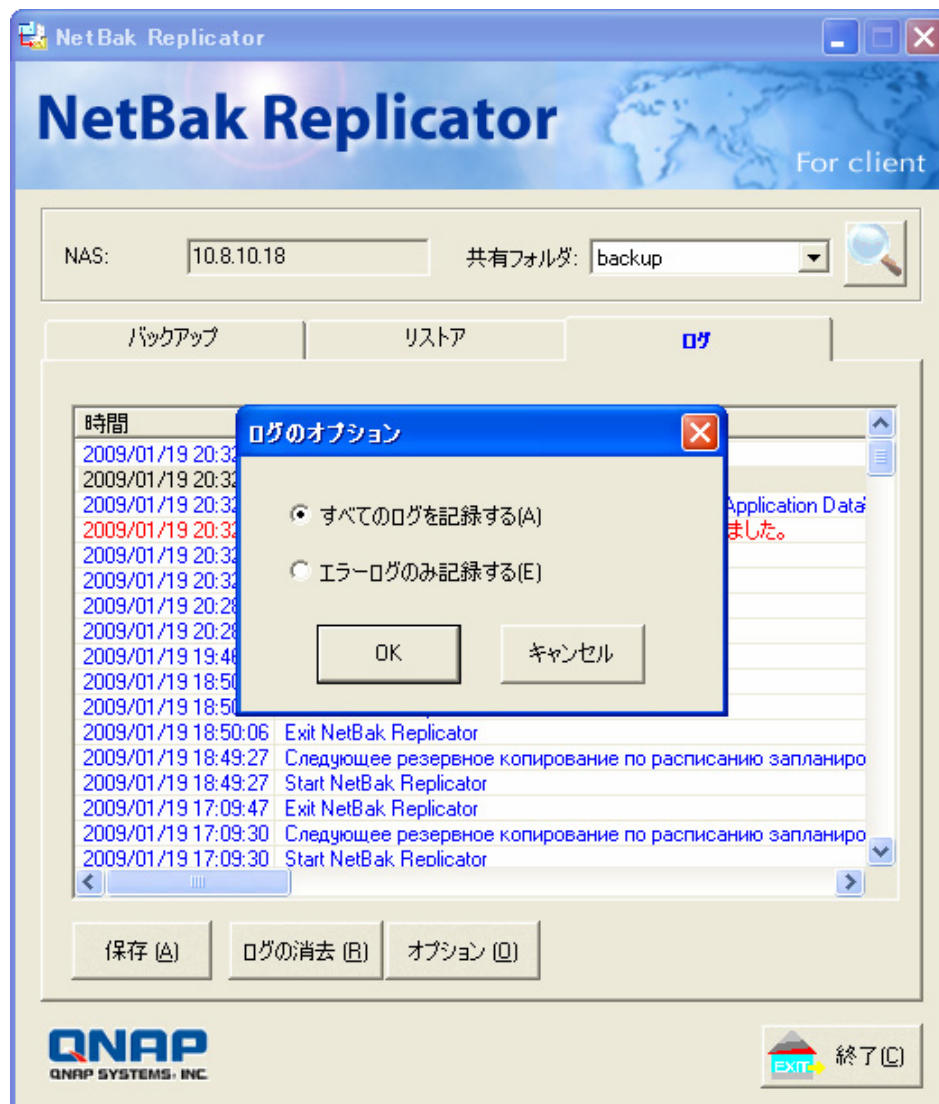 NetBak Replicator
NetBak Replicator
For client
NAS: 10.8.10.18 共有フォルダ: backup
バックアップ リストア ログ
時間
ログのオプション
2009/01/19 20:32
2009/01/19 20:32
2009/01/19 20:32 Application Data
2009/01/19 20:32 ました。
2009/01/19 20:32
2009/01/19 20:32
2009/01/19 20:28
2009/01/19 20:28
2009/01/19 19:46
2009/01/19 18:50
2009/01/19 18:50
すべてのログを記録する(A)
エラーログのみ記録する(E)
OK キャンセル
2009/01/19 18:50:06 Exit NetBak Replicator
2009/01/19 18:49:27 Следующее резервное копирование по расписанию запланиро
2009/01/19 18:49:27 Start NetBak Replicator
2009/01/19 17:09:47 Exit NetBak Replicator
2009/01/19 17:09:30 Следующее резервное копирование по расписанию запланиро
2009/01/19 17:09:30 Start NetBak Replicator
保存 (A) ログの消去 (R) オプション (O)
QNAP
QNAP SYSTEMS. INC
EXIT 終了(C)